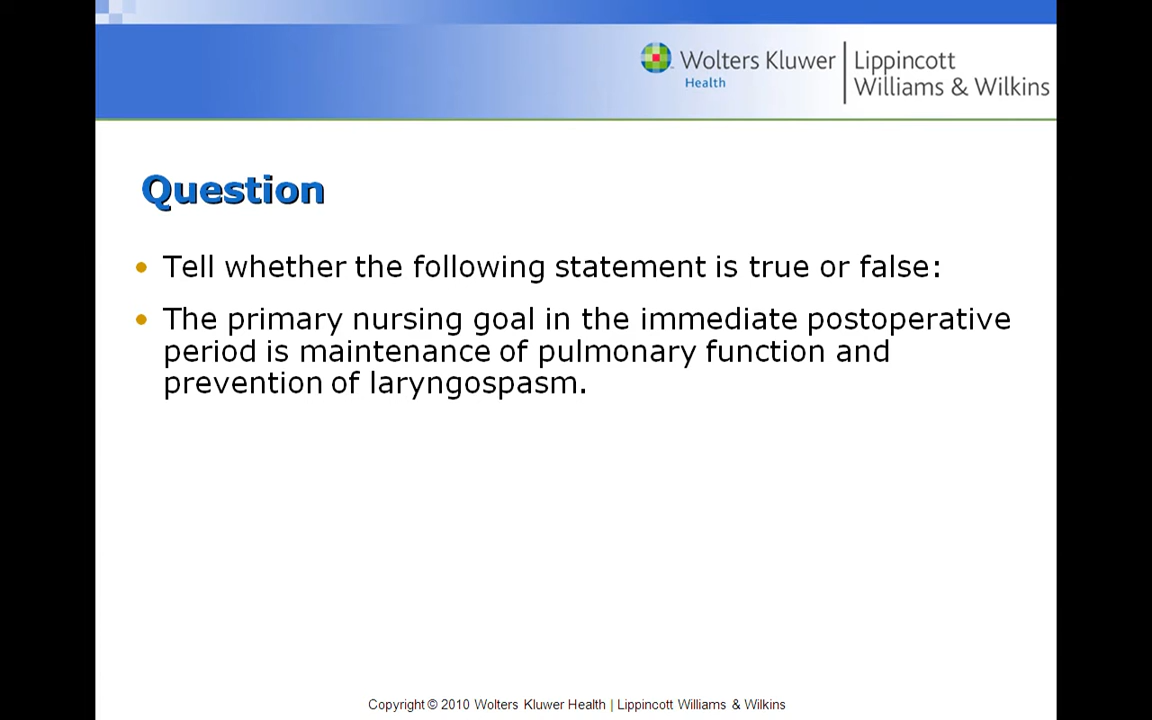 Wolters Kluwer
Health
Lippincott
Williams & Wilkins
Question
• Tell whether the following statement is true or false:
• The primary nursing goal in the immediate postoperative
period is maintenance of pulmonary function and
prevention of laryngospasm.
Copyright © 2010 Wolters Kluwer Health | Lippincott Williams & Wilkins